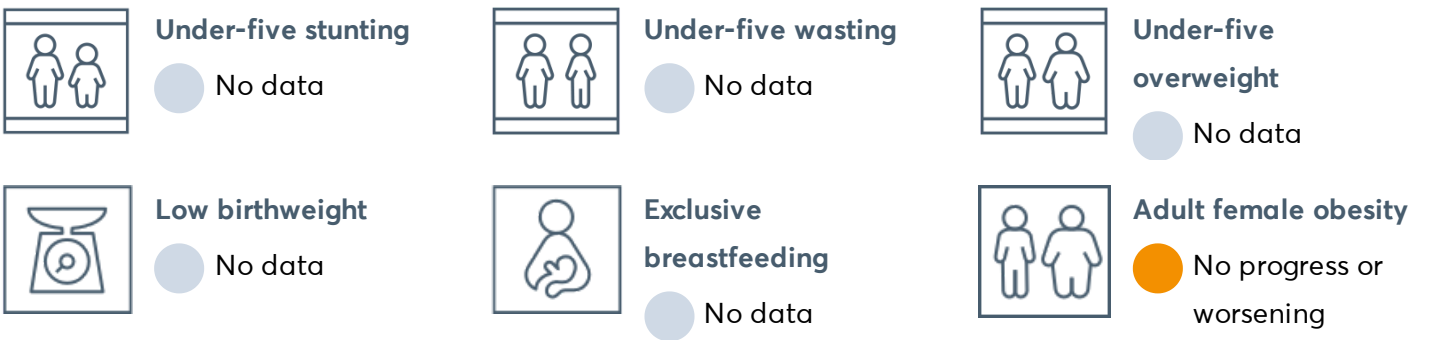 Under-five stunting
No data
Under-five wasting
No data
Under-five
overweight
No data
Low birthweight
No data
Exclusive
breastfeeding
No data
Adult female obesity
No progress or
worsening